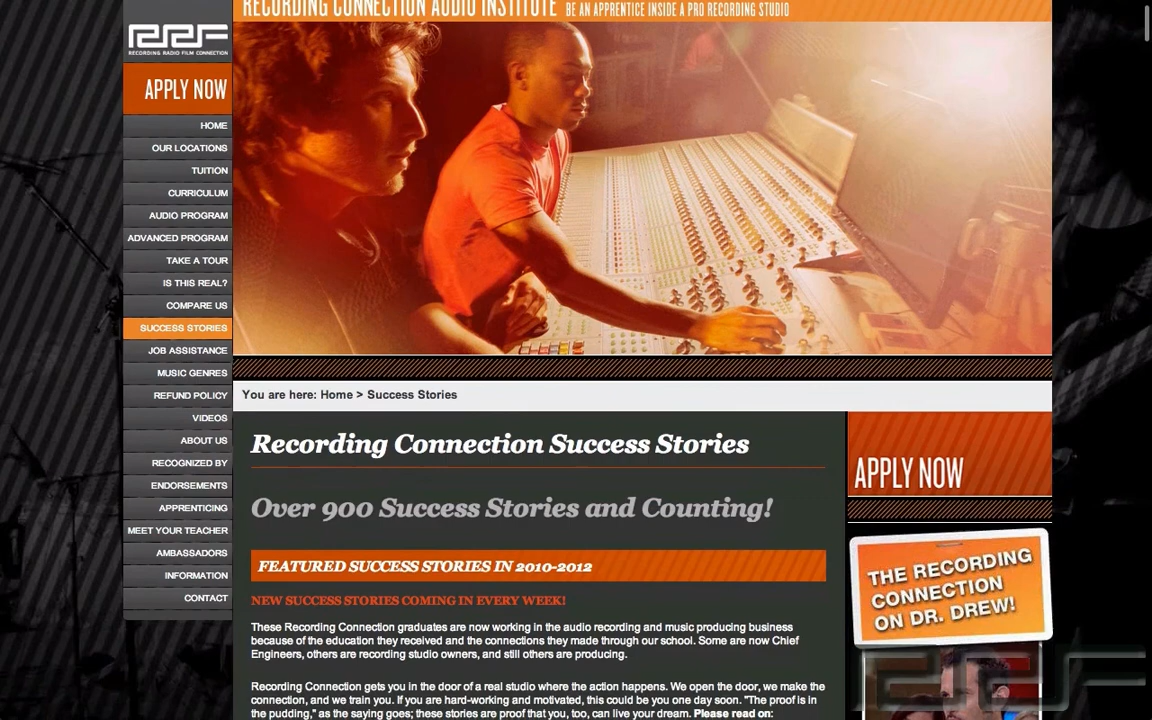 RECORDING CONNECTION AUDIO INSTITUTE BE AN APPRENTICE INSIDE A PRO RECORDING STUDIO
RRF
RECORDING RADIO FILM CONNECTION
APPLY NOW
HOME
OUR LOCATIONS
TUITION
CURRICULUM
AUDIO PROGRAM
ADVANCED PROGRAM
TAKE A TOUR
IS THIS REAL?
COMPARE US
SUCCESS STORIES
JOB ASSISTANCE
MUSIC GENRES
REFUND POLICY
VIDEOS
ABOUT US
RECOGNIZED BY
ENDORSEMENTS
APPRENTICING
MEET YOUR TEACHER
AMBASSADORS
INFORMATION
CONTACT
You are here: Home > Success Stories
Recording Connection Success Stories
Over 900 Success Stories and Counting!
FEATURED SUCCESS STORIES IN 2010-2012
NEW SUCCESS STORIES COMING IN EVERY WEEK!
These Recording Connection graduates are now working in the audio recording and music producing business
because of the education they received and the connections they made through our school. Some are now Chief
Engineers, others are recording studio owners, and still others are producing.
Recording Connection gets you in the door of a real studio where the action happens. We open the door, we make the
connection, and we train you. If you are hard-working and motivated, this could be you one day soon. "The proof is in
the pudding," as the saying goes; these stories are proof that you, too, can live your dream. Please read on:
APPLY NOW
THE RECORDING
CONNECTION
ON DR. DREW!
RRF